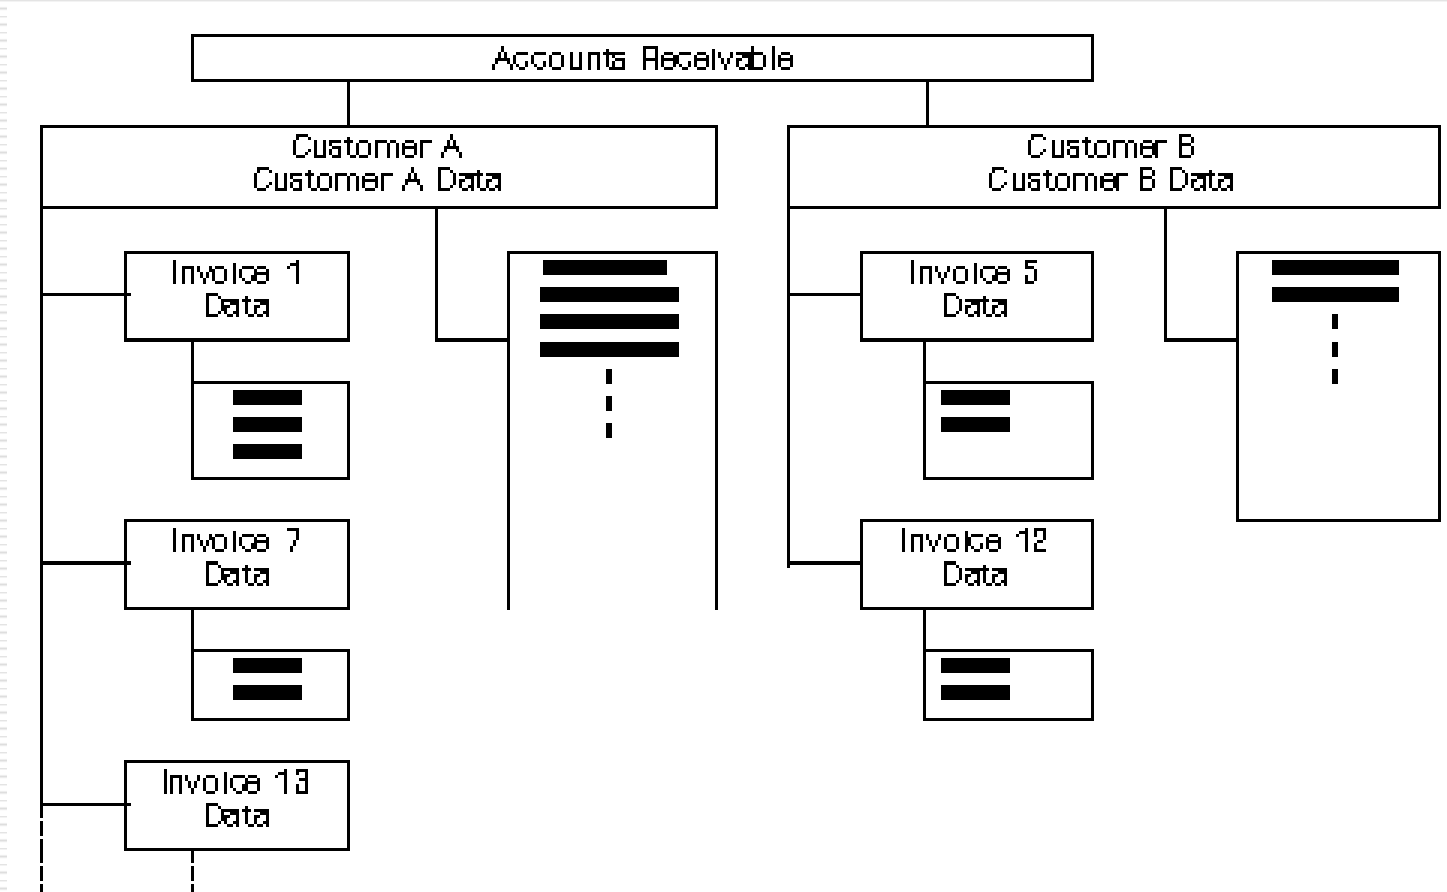 Accounts Receivable
Customer A
Customer A Data
Customer B
Customer B Data
Invoice 1
Data
Invoice 5
Data
Invoice 7
Data
Invoice 12
Data
Invoice 13
Data